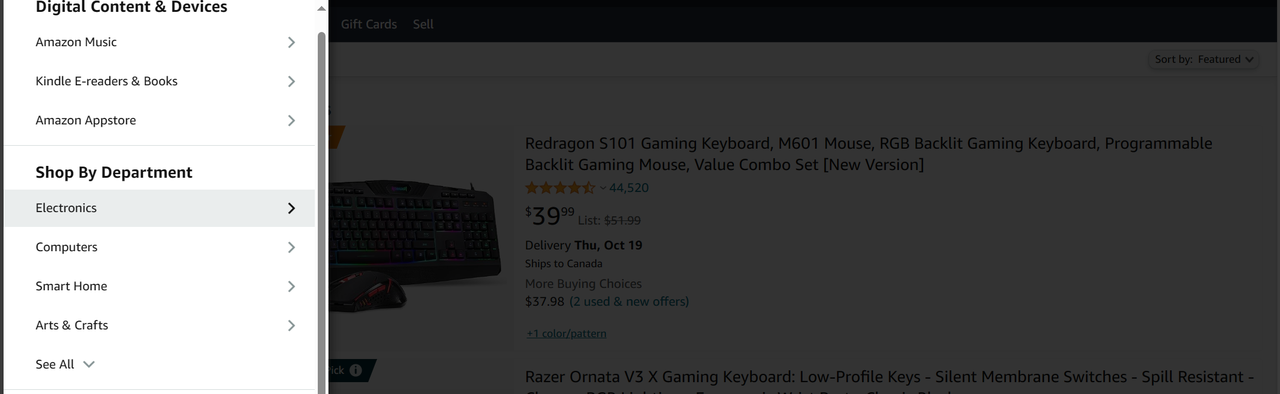 Digital Content & Devices
Amazon Music
Kindle E-readers & Books
Amazon Appstore
Shop By Department
Electronics
Computers
Smart Home
Arts & Crafts
See All
Gift Cards Sell
Sort by: Featured
Redragon S101 Gaming Keyboard, M601 Mouse, RGB Backlit Gaming Keyboard, Programmable
Backlit Gaming Mouse, Value Combo Set [New Version]
44,520
$39.99 List: $51.99
Delivery Thu, Oct 19
Ships to Canada
More Buying Choices
$37.98 (2 used & new offers)
+1 color/pattern
Pick
Razer Ornata V3 X Gaming Keyboard: Low-Profile Keys - Silent Membrane Switches - Spill Resistant -